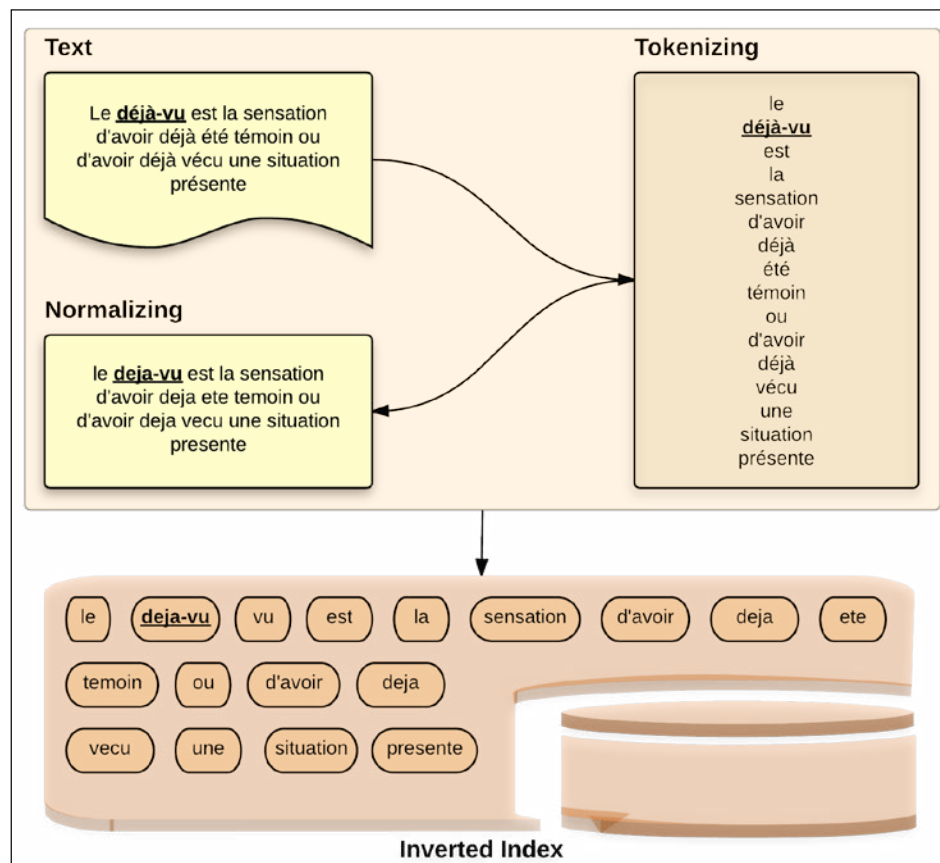 Text
Le déjà-vu est la sensation
d'avoir déjà été témoin ou
d'avoir déjà vécu une situation
présente
Tokenizing
le
déjà-vu
est
la
sensation
d'avoir
déjà
été
témoin
ou
d'avoir
déjà
vécu
une
situation
présente
Normalizing
le deja-vu est la sensation
d'avoir deja ete temoin ou
d'avoir deja vecu une situation
presente
le deja-vu vu est la sensation d'avoir deja ete
temoin ou d'avoir deja
vecu une situation presente
Inverted Index